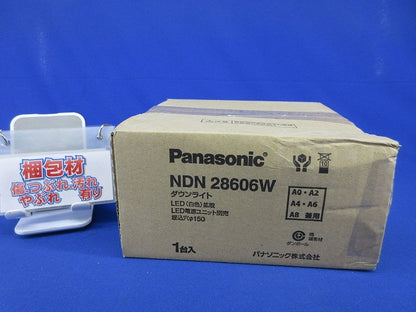 梱包材
傷つぶれ汚れ
やぶれ 有り
Panasonic
NDN 28606W
ダウンライト
LED(白色)拡散
LED電源ユニット別売
埋込穴φ150
A0・A2
A4・A6
A8 兼用
1台入
ダンボール
パナソニック株式会社